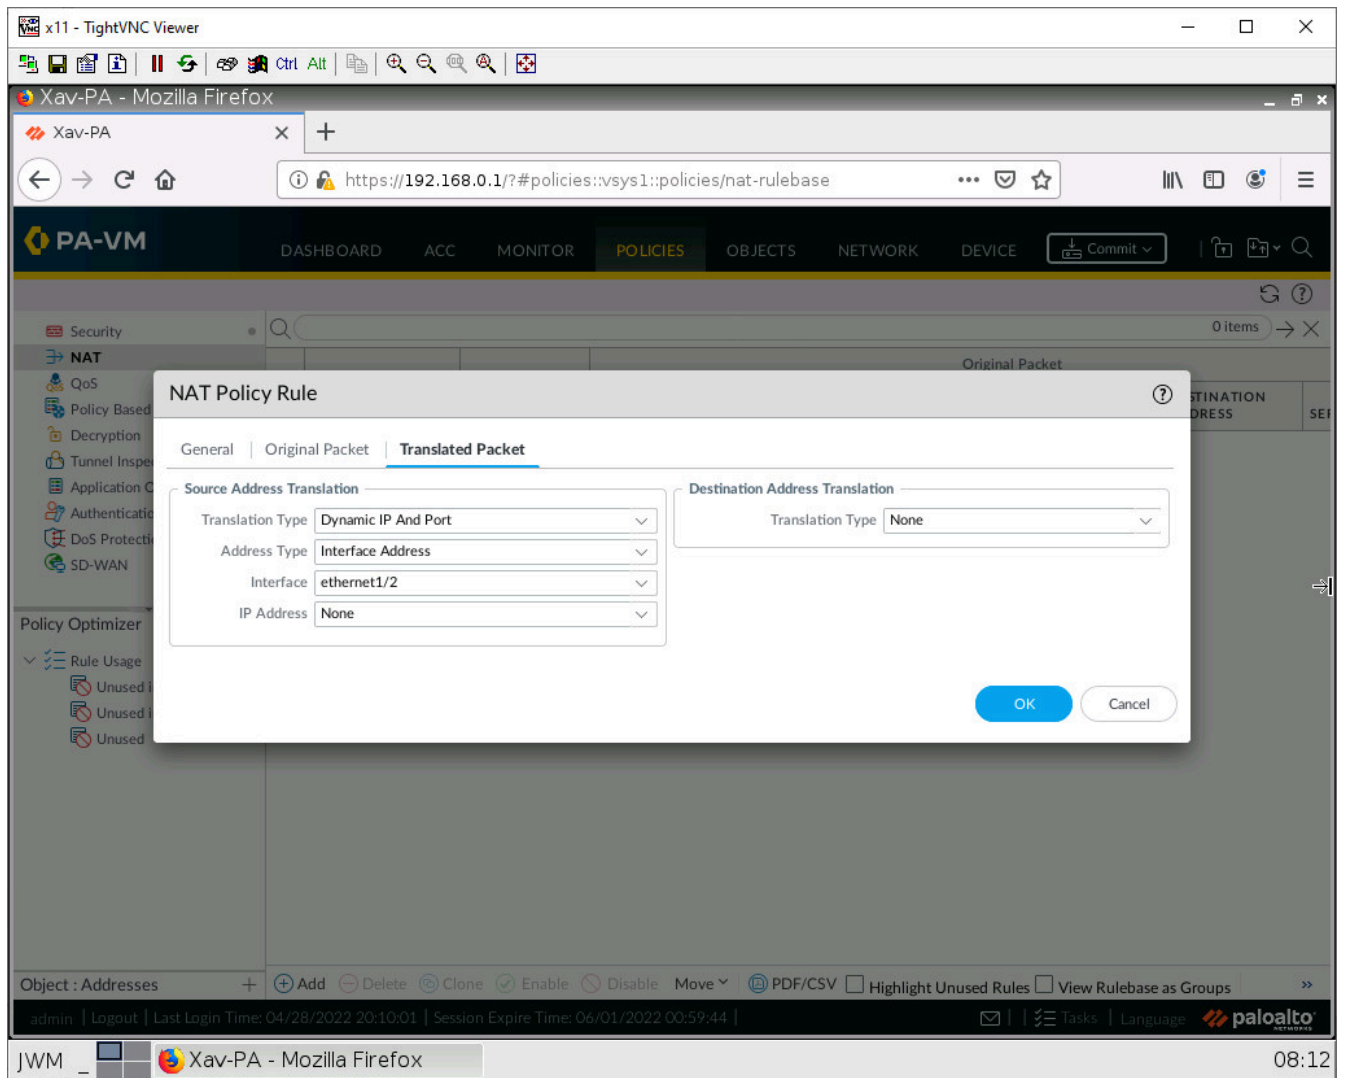 x11 - TightVNC Viewer
Ctrl Alt
Xav-PA - Mozilla Firefox
Xav-PA
https://192.168.0.1/?#policies::vsys1::policies/nat-rulebase
PA-VM
DASHBOARD ACC MONITOR POLICIES OBJECTS NETWORK DEVICE Commit
Security
0 items
NAT
Original Packet
QoS
Policy Based
Decryption
Tunnel Inspe
Application C
Authenticatio
DoS Protecti
SD-WAN
STINATION
DRESS
SER
NAT Policy Rule
General Original Packet Translated Packet
Source Address Translation
Translation Type Dynamic IP And Port
Address Type Interface Address
Interface ethernet1/2
IP Address None
Destination Address Translation
Translation Type None
OK Cancel
Policy Optimizer
Rule Usage
Unused i
Unused i
Unused
Object : Addresses
Add Delete Clone Enable Disable Move PDF/CSV Highlight Unused Rules View Rulebase as Groups
admin | Logout | Last Login Time: 04/28/2022 20:10:01 | Session Expire Time: 06/01/2022 00:59:44 |
| | Tasks | Language paloalto
NETWORKS
JWM
Xav-PA - Mozilla Firefox
08:12